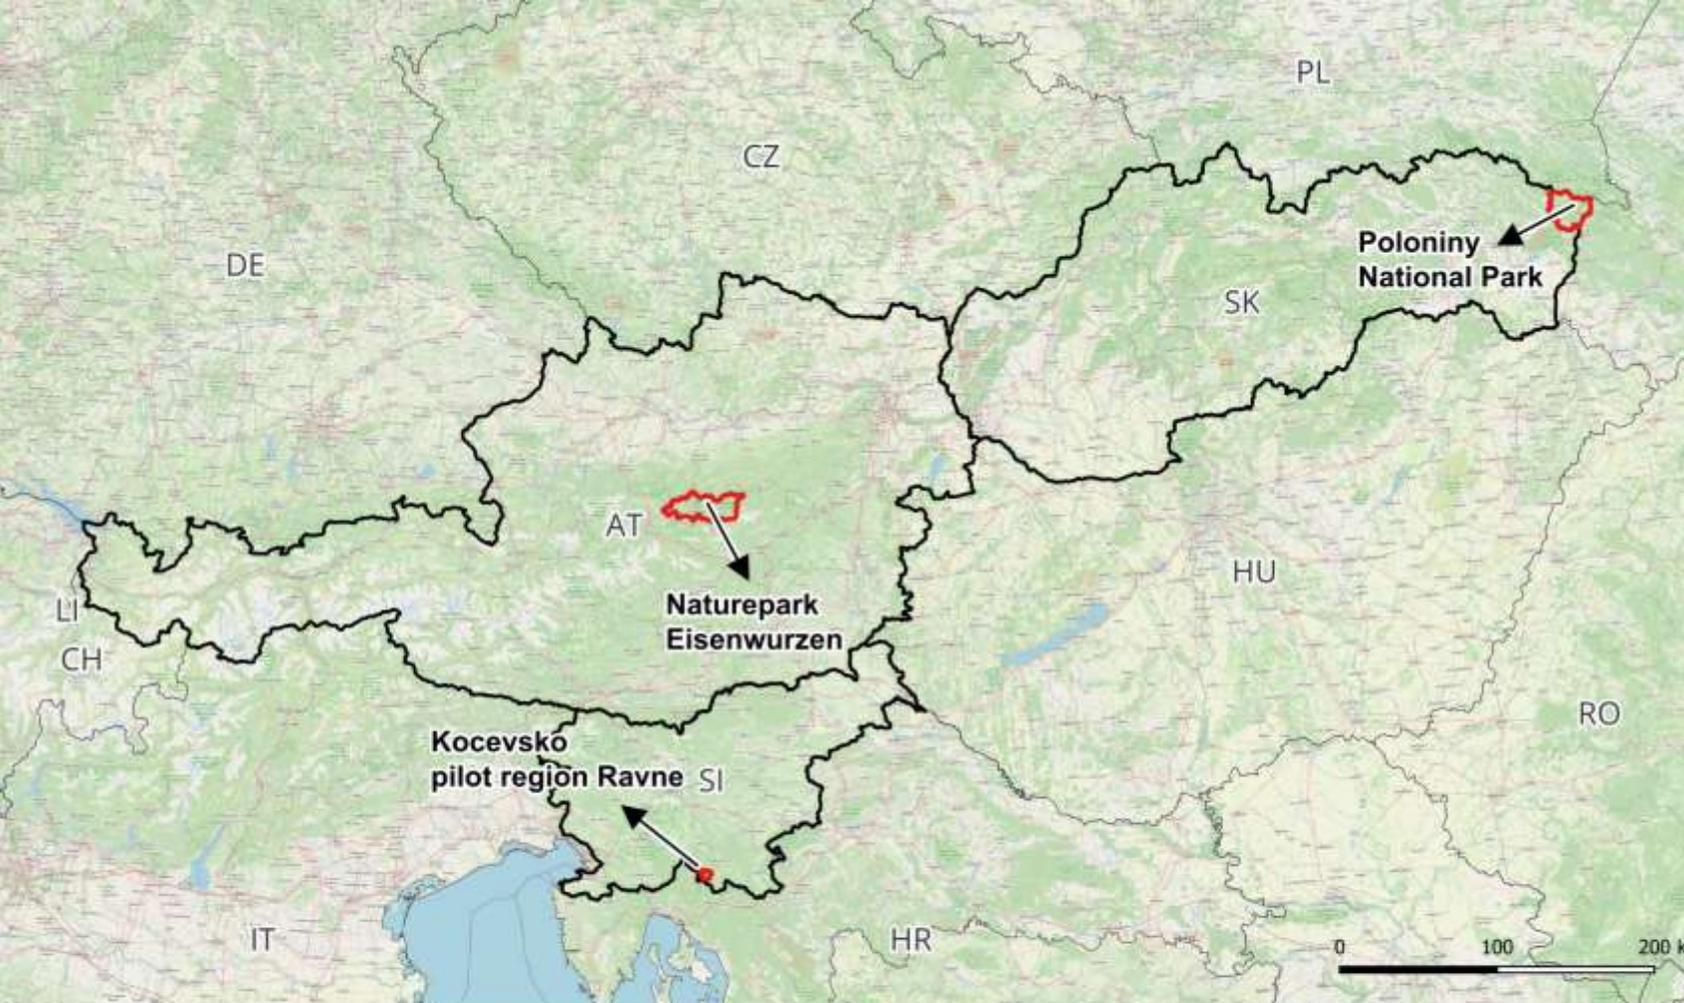 PL
CZ
DE
Poloniny
National Park
SK
AT
HU
Naturepark
Eisenwurzen
LI
CH
RO
Kocevsko
pilot region Ravne
SI
IT
HR
0 100 200 k